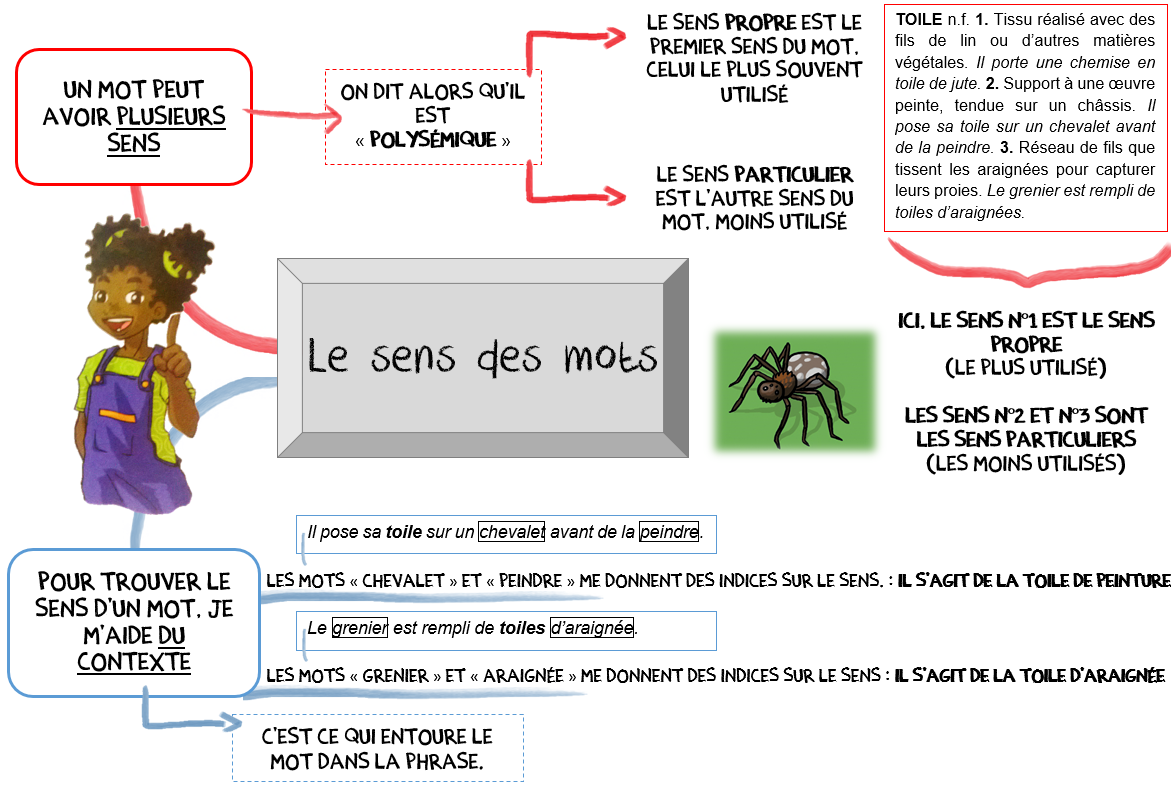 UN MOT PEUT
AVOIR PLUSIEURS
SENS
ON DIT ALORS QU'IL
EST
« POLYSÉMIQUE »
LE SENS PROPRE EST LE
PREMIER SENS DU MOT,
CELUI LE PLUS SOUVENT
UTILISÉ
LE SENS PARTICULIER
EST L'AUTRE SENS DU
MOT, MOINS UTILISÉ
TOILE n.f. 1. Tissu réalisé avec des
fils de lin ou d'autres matières
végétales. Il porte une chemise en
toile de jute. 2. Support à une œuvre
peinte, tendue sur un châssis. Il
pose sa toile sur un chevalet avant
de la peindre. 3. Réseau de fils que
tissent les araignées pour capturer
leurs proies. Le grenier est rempli de
toiles d'araignées.
ICI, LE SENS N°1 EST LE SENS
PROPRE
(LE PLUS UTILISÉ)
LES SENS N°2 ET N°3 SONT
LES SENS PARTICULIERS
(LES MOINS UTILISÉS)
Le sens des mots
POUR TROUVER LE
SENS D'UN MOT, JE
M'AIDE DU
CONTEXTE
Il pose sa toile sur un chevalet avant de la peindre.
LES MOTS « CHEVALET » ET « PEINDRE » ME DONNENT DES INDICES SUR LE SENS. : IL S'AGIT DE LA TOILE DE PEINTURE
Le grenier est rempli de toiles d'araignée.
LES MOTS « GRENIER » ET « ARAIGNÉE » ME DONNENT DES INDICES SUR LE SENS : IL S'AGIT DE LA TOILE D'ARAIGNÉE
C'EST CE QUI ENTOURE LE
MOT DANS LA PHRASE.